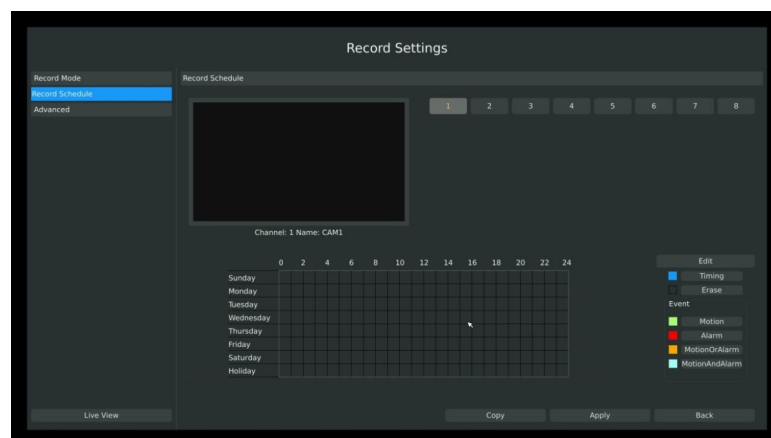 Record Settings
Record Mode
Record Schedule
Advanced
Record Schedule
1 2 3 4 5 6 7 8
Channel: 1 Name: CAM1
0 2 4 6 8 10 12 14 16 18 20 22 24
Sunday
Monday
Tuesday
Wednesday
Thursday
Friday
Saturday
Holiday
Edit
Timing
Erase
Event
Motion
Alarm
MotionOrAlarm
MotionAndAlarm
Live View
Copy Apply Back